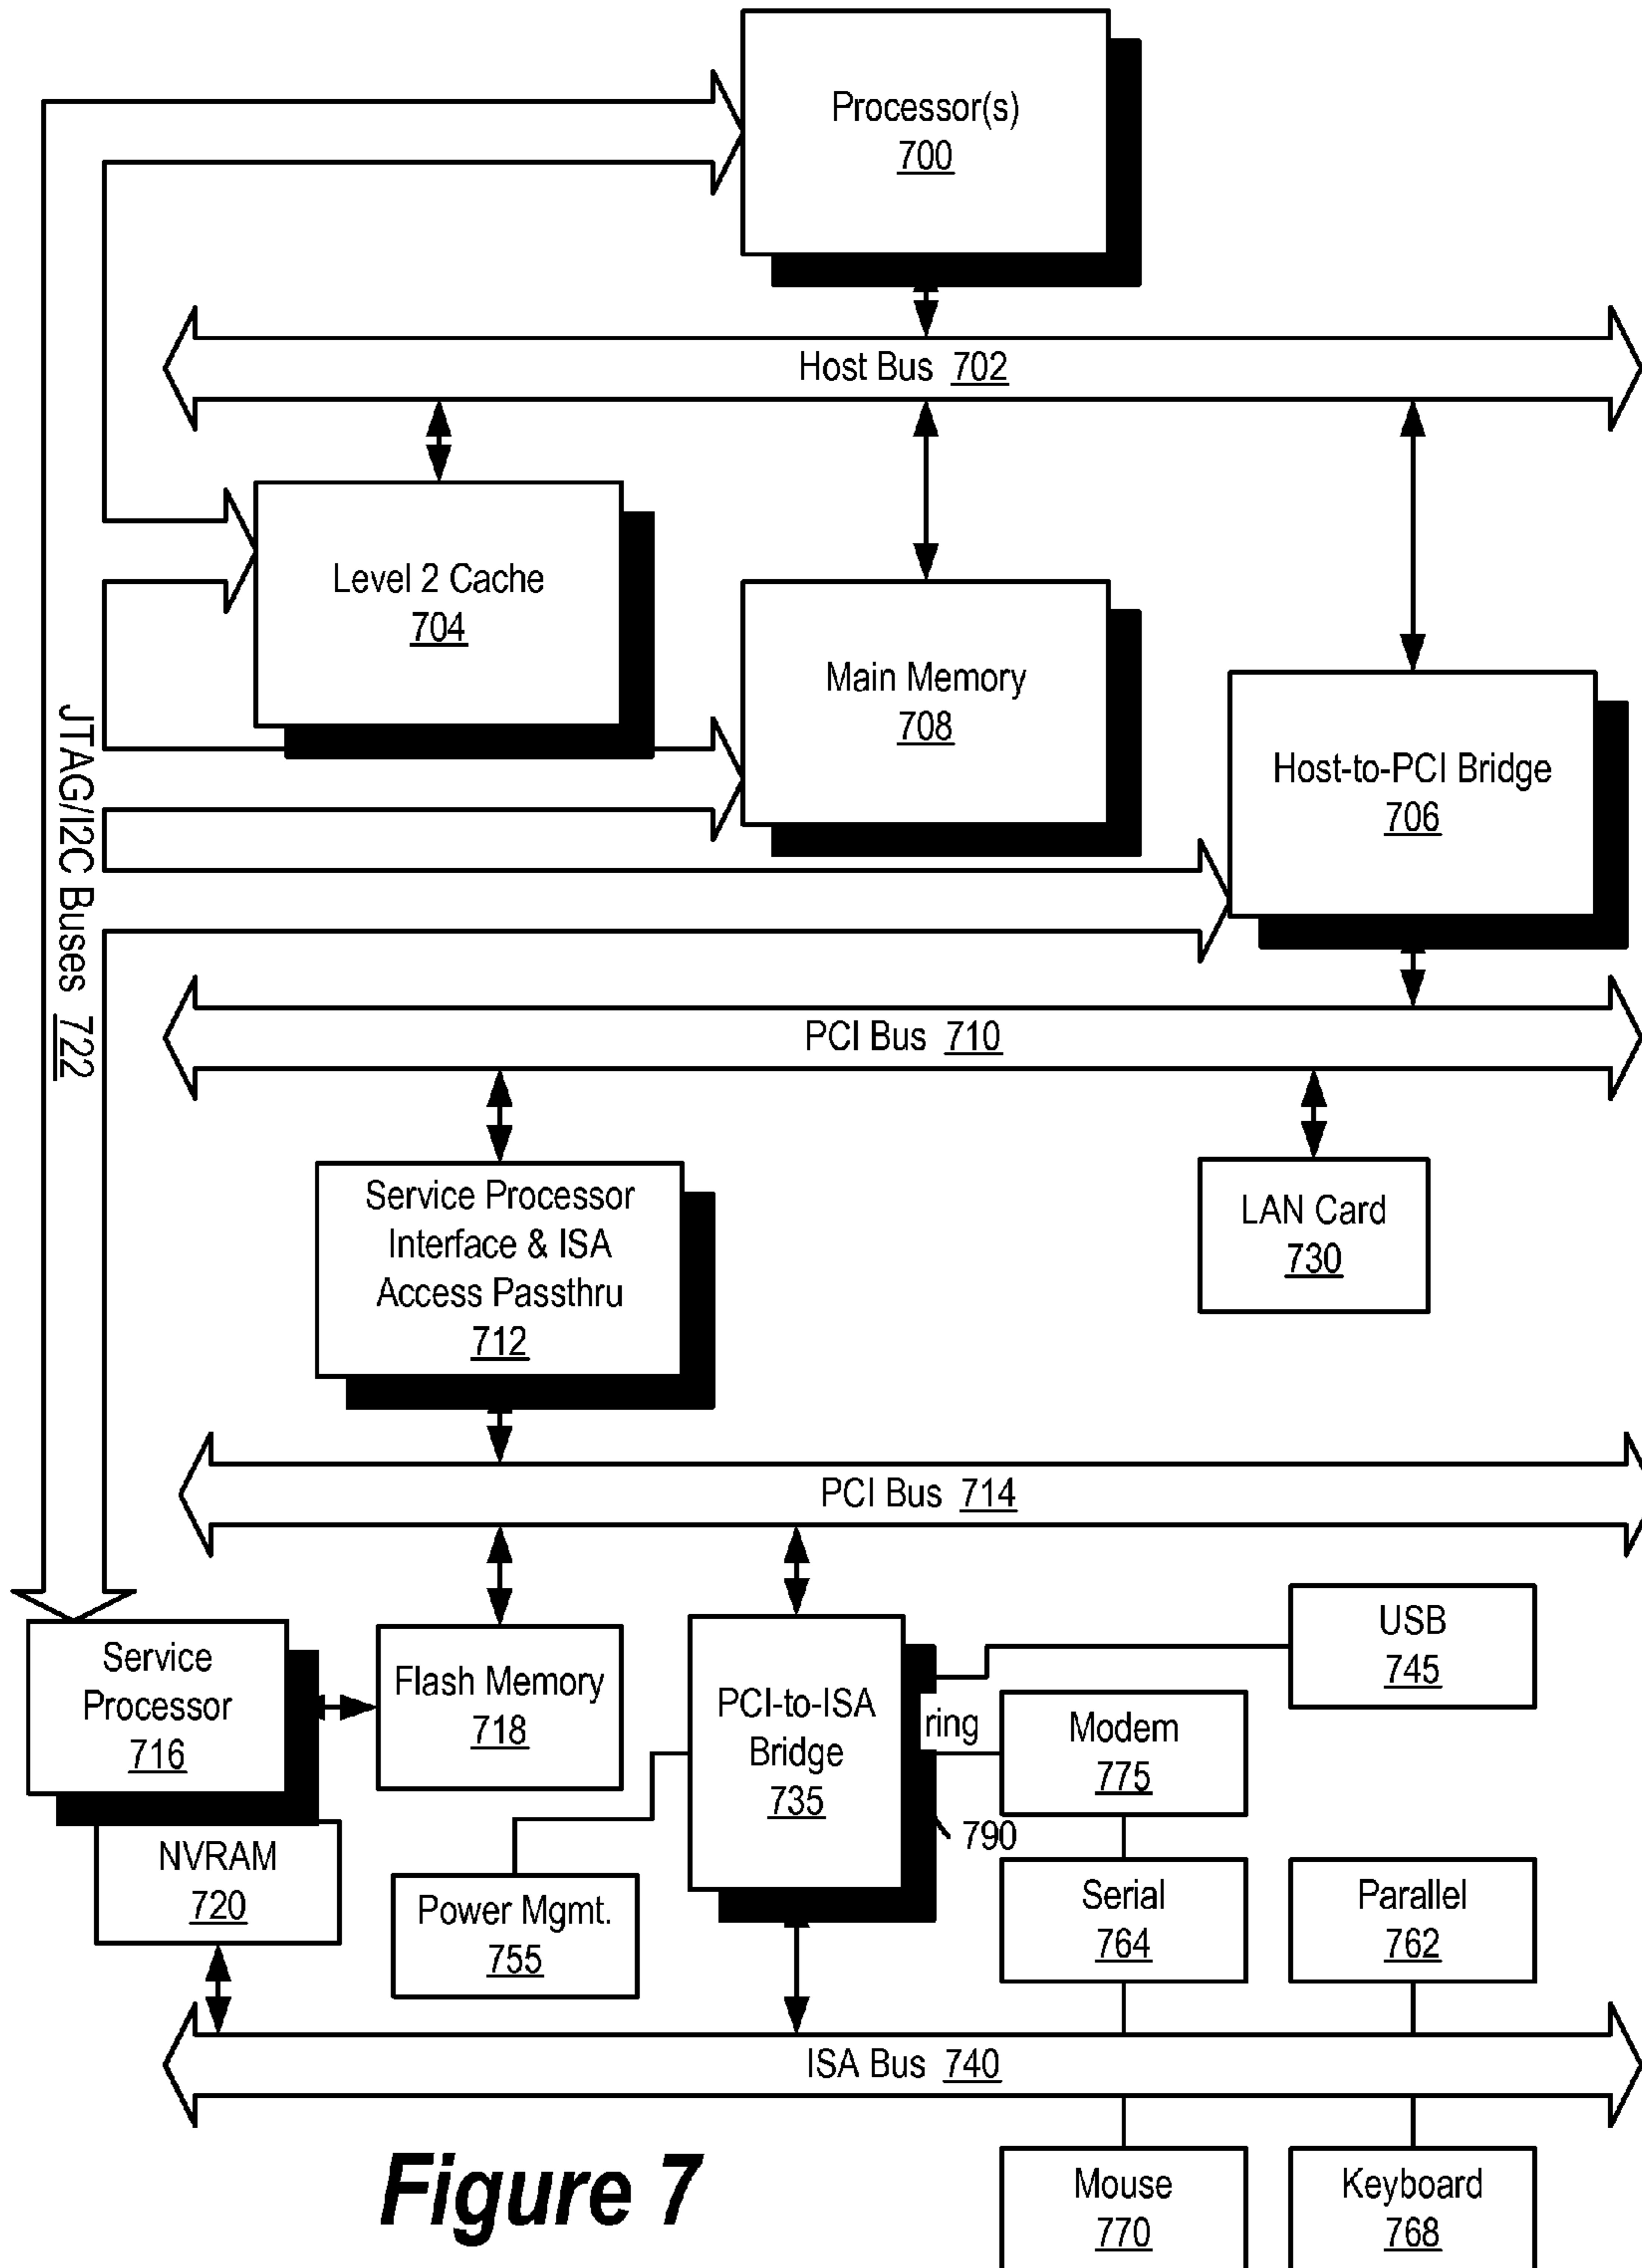 Processor(s)
700
Host Bus 702
Level 2 Cache
704
Main Memory
708
Host-to-PCI Bridge
706
JTAG/I2C Buses 722
PCI Bus 710
Service Processor
Interface & ISA
Access Passthru
712
LAN Card
730
PCI Bus 714
Service
Processor
716
Flash Memory
718
PCI-to-ISA
Bridge
735
USB
745
ring
Modem
775
790
NVRAM
720
Power Mgmt.
755
Serial
764
Parallel
762
ISA Bus 740
Figure 7
Mouse
770
Keyboard
768